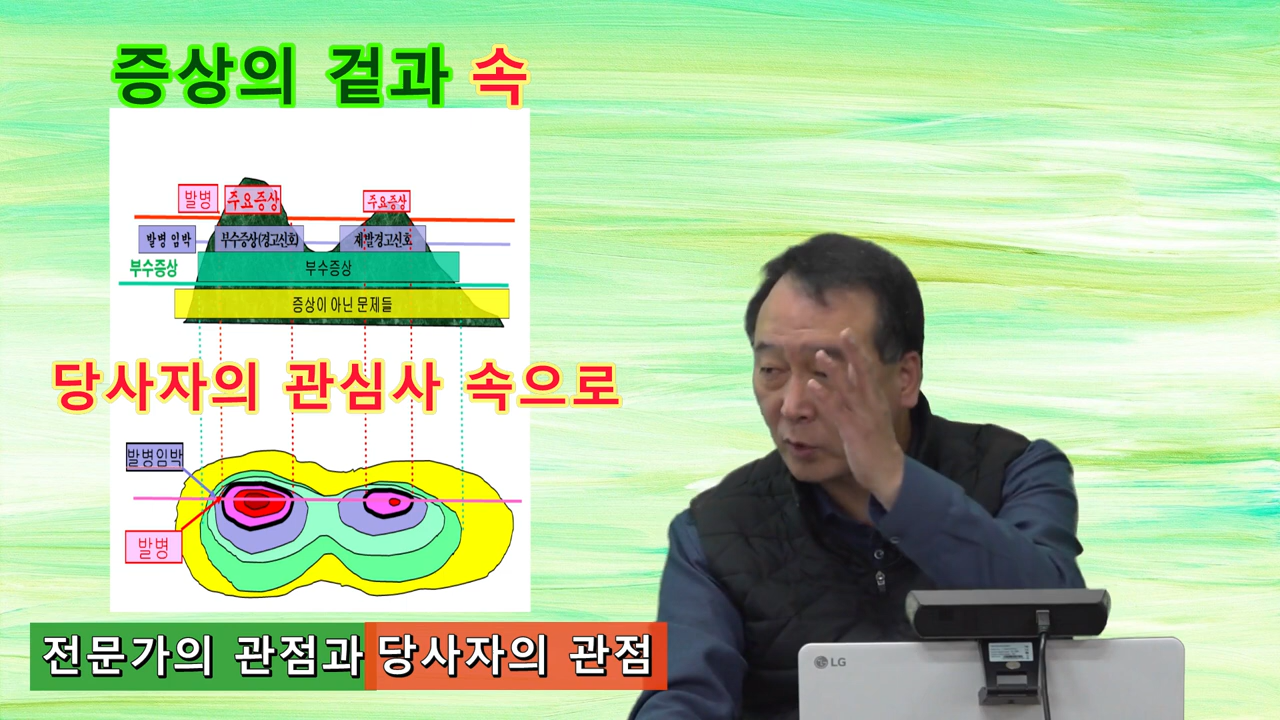 증상의 겉과 속
발병 주요증상 주요증상
발병 임박 부수증상(경고신호) 재발경고신호
부수증상 부수증상
증상이 아닌 문제들
당사자의 관심사 속으로
발병임박
발병
전문가의 관점과 당사자의 관점
LG